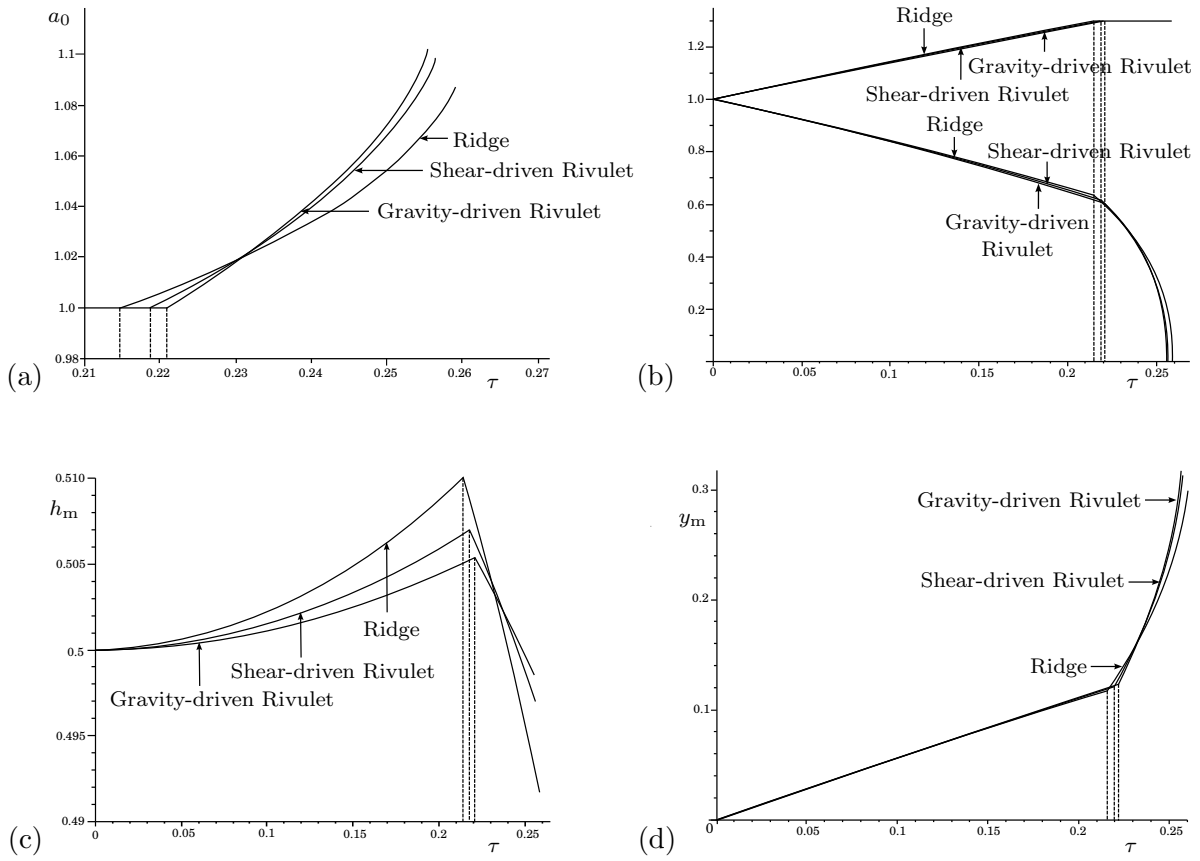 a0
1.1
1.08
1.06
1.04
1.02
1.0
0.98
0.21
0.22
0.23
0.24
0.25
0.26
0.27
τ
Ridge
Shear-driven Rivulet
Gravity-driven Rivulet
(a)
1.2
1.0
0.8
0.6
0.4
0.2
0
0.05
0.1
0.15
0.2
0.25
τ
Ridge
Gravity-driven Rivulet
Shear-driven Rivulet
Ridge
Shear-driven Rivulet
Gravity-driven
Rivulet
(b)
0.510
hm
0.505
0.5
0.495
0.49
0
0.05
0.1
0.15
0.2
0.25
τ
Ridge
Shear-driven Rivulet
Gravity-driven Rivulet
(c)
0.3
ym
0.2
0.1
0
0
0.05
0.1
0.15
0.2
0.25
τ
Gravity-driven Rivulet
Shear-driven Rivulet
Ridge
(d)